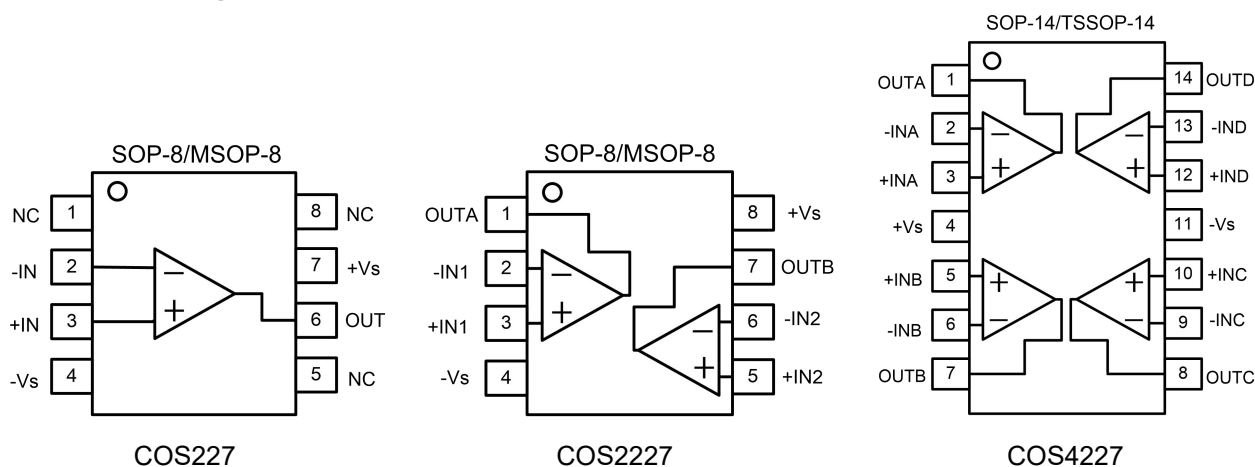 SOP-8/MSOP-8
NC 1 8 NC
-IN 2 − 7 +Vs
+IN 3 + 6 OUT
-Vs 4 5 NC
COS227
SOP-8/MSOP-8
OUTA 1 8 +Vs
-IN1 2 − 7 OUTB
+IN1 3 + − 6 -IN2
-Vs 4 + 5 +IN2
COS2227
SOP-14/TSSOP-14
OUTA 1 14 OUTD
-INA 2 − − 13 -IND
+INA 3 + + 12 +IND
+Vs 4 11 -Vs
+INB 5 + + 10 +INC
-INB 6 − − 9 -INC
OUTB 7 8 OUTC
COS4227